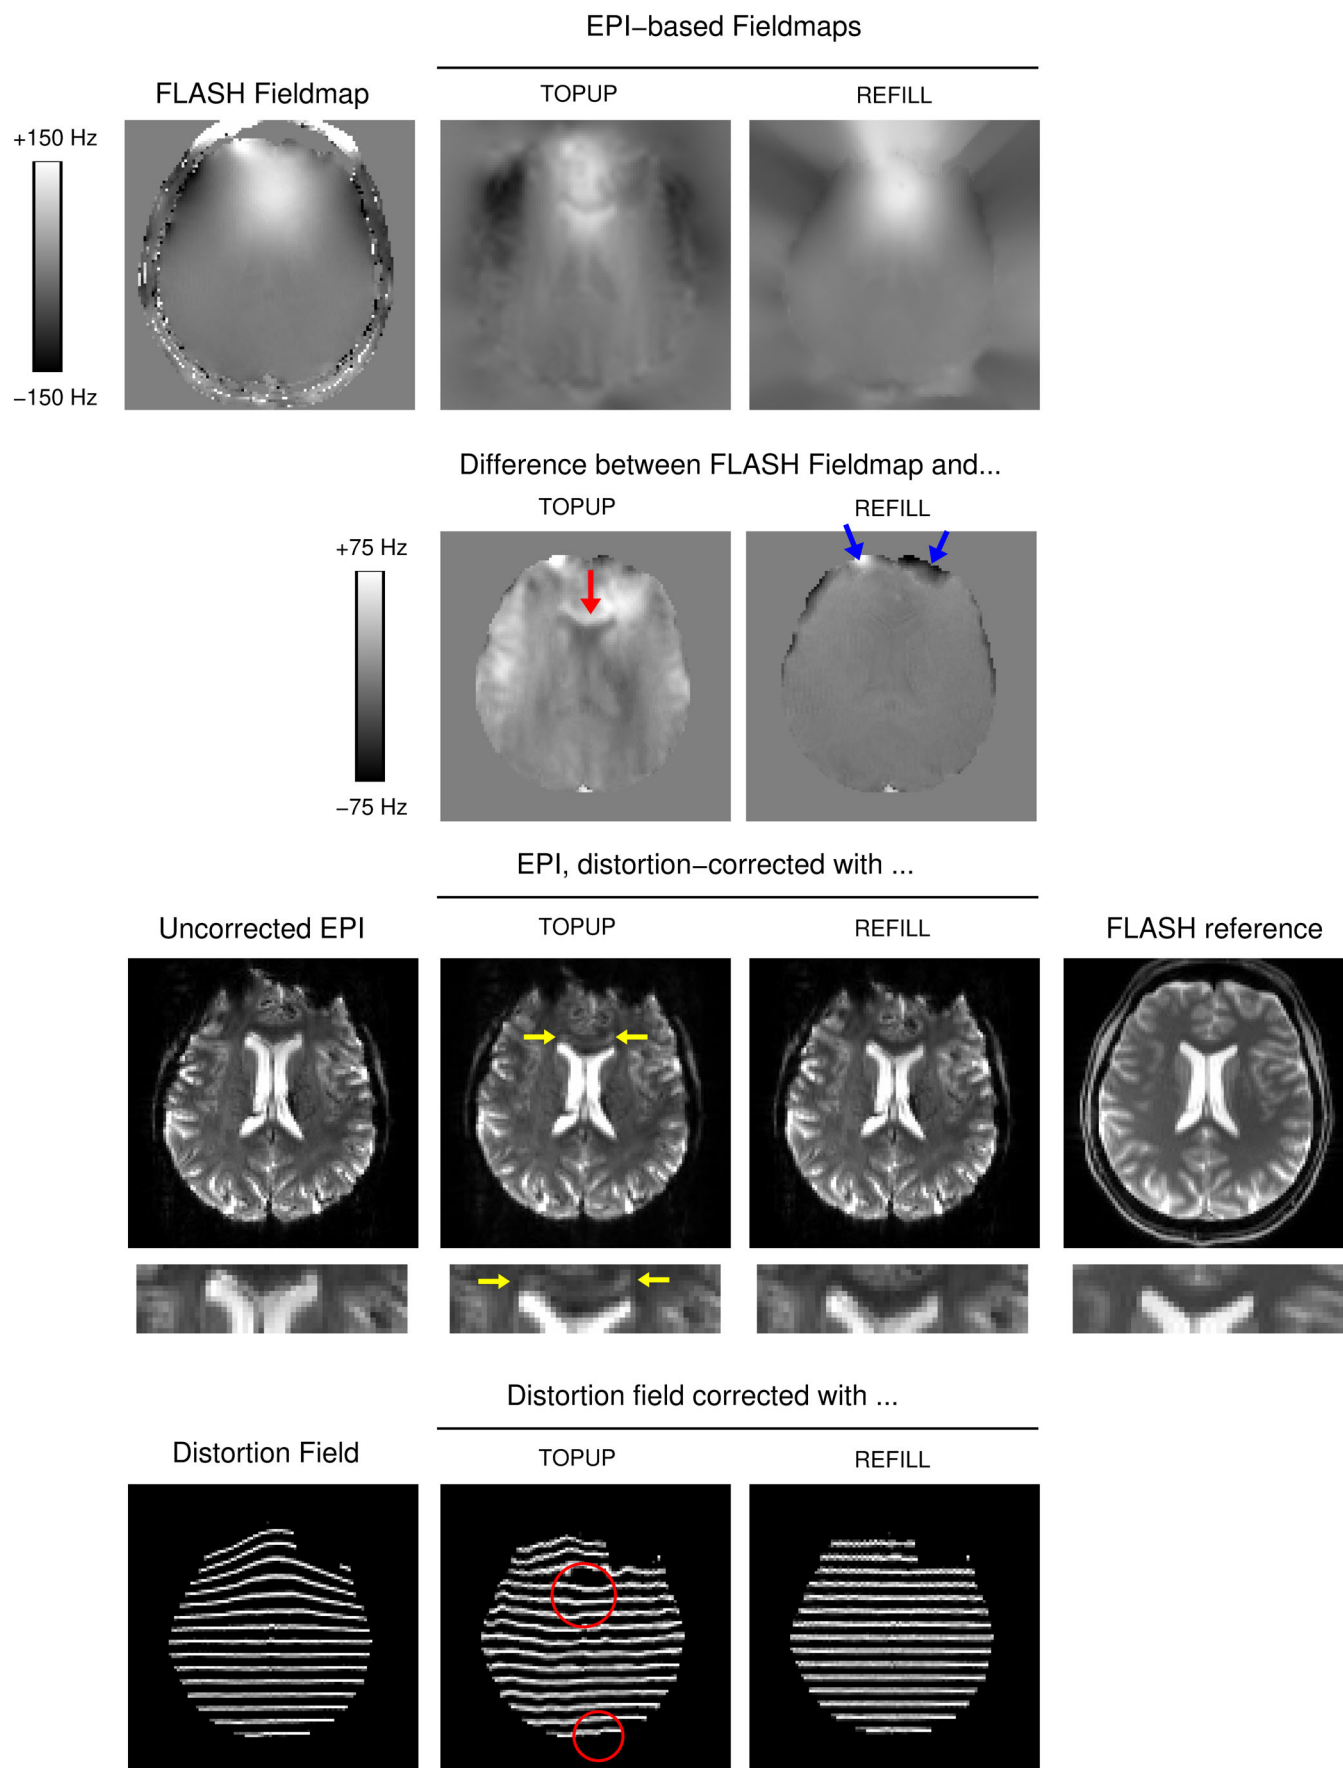 EPI–based Fieldmaps
FLASH Fieldmap
TOPUP
REFILL
+150 Hz
−150 Hz
Difference between FLASH Fieldmap and...
TOPUP
REFILL
+75 Hz
−75 Hz
EPI, distortion−corrected with ...
Uncorrected EPI
TOPUP
REFILL
FLASH reference
Distortion field corrected with ...
Distortion Field
TOPUP
REFILL